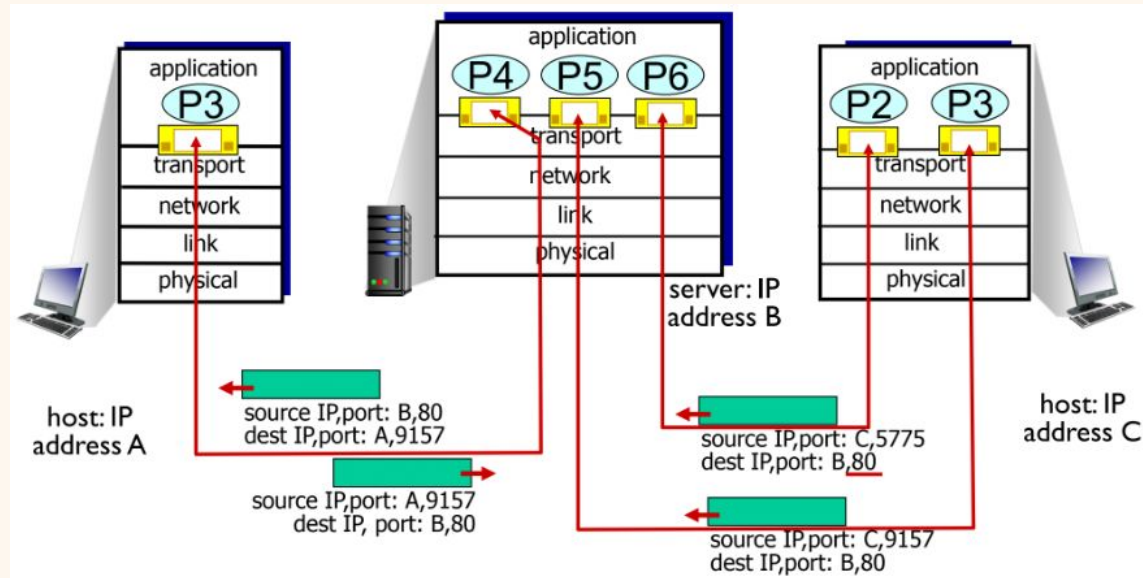 application
P3
transport
network
link
physical
host: IP
address A
application
P4 P5 P6
transport
network
link
physical
server: IP
address B
application
P2 P3
transport
network
link
physical
host: IP
address C
source IP,port: B,80
dest IP,port: A,9157
source IP,port: A,9157
dest IP, port: B,80
source IP,port: C,5775
dest IP,port: B,80
source IP,port: C,9157
dest IP,port: B,80